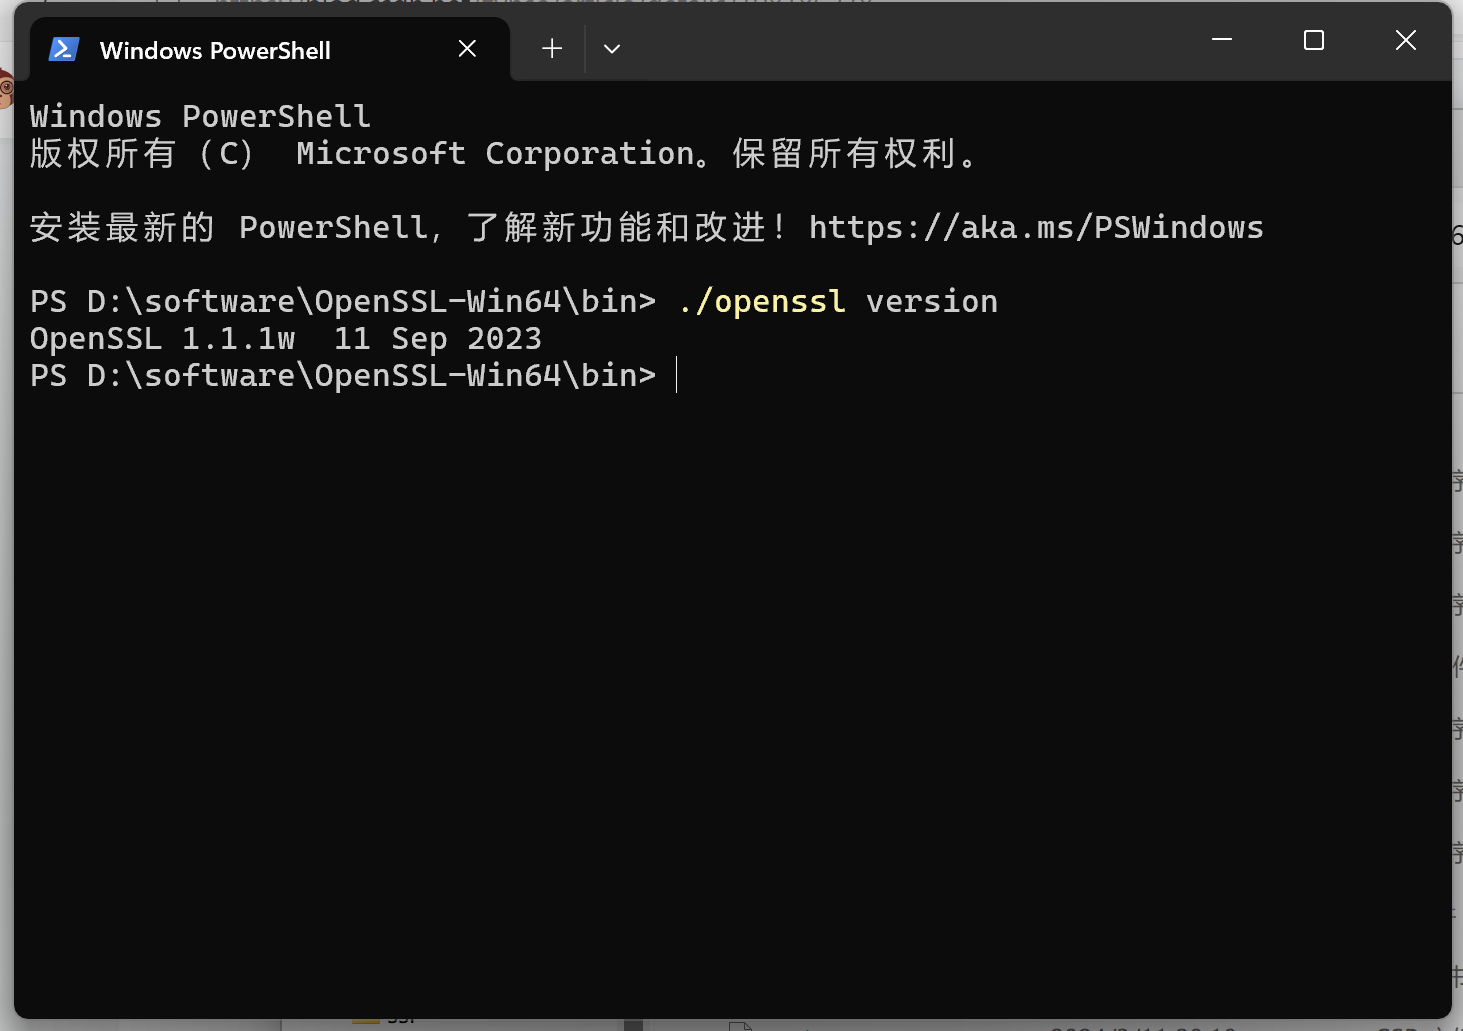 Windows PowerShell
Windows PowerShell
版权所有（C） Microsoft Corporation。保留所有权利。
安装最新的 PowerShell，了解新功能和改进！https://aka.ms/PSWindows
PS D:\software\OpenSSL-Win64\bin> ./openssl version
OpenSSL 1.1.1w  11 Sep 2023
PS D:\software\OpenSSL-Win64\bin>